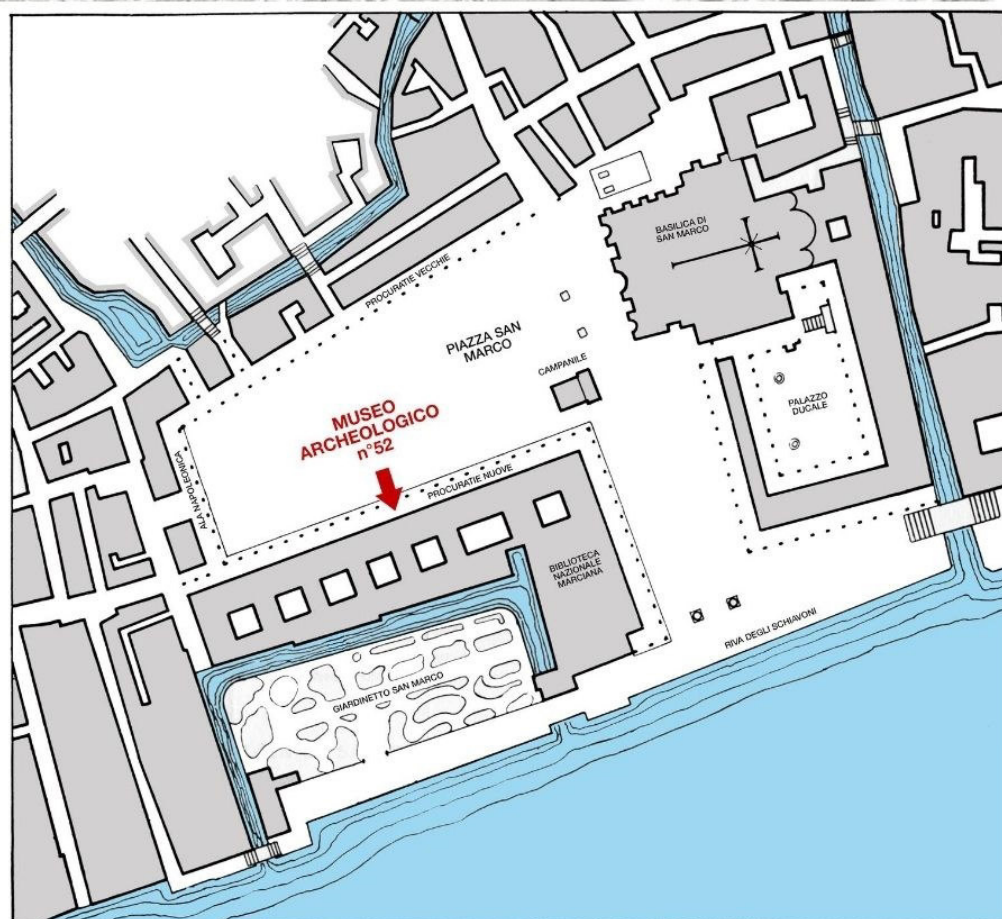 BASILICA DI
SAN MARCO
PROCURATIE VECCHIE
PIAZZA SAN
MARCO
CAMPANILE
PALAZZO
DUCALE
MUSEO
ARCHEOLOGICO
n°52
ALA NAPOLEONICA
PROCURATIE NUOVE
BIBLIOTECA
NAZIONALE
MARCIANA
RIVA DEGLI SCHIAVONI
GIARDINETTO SAN MARCO